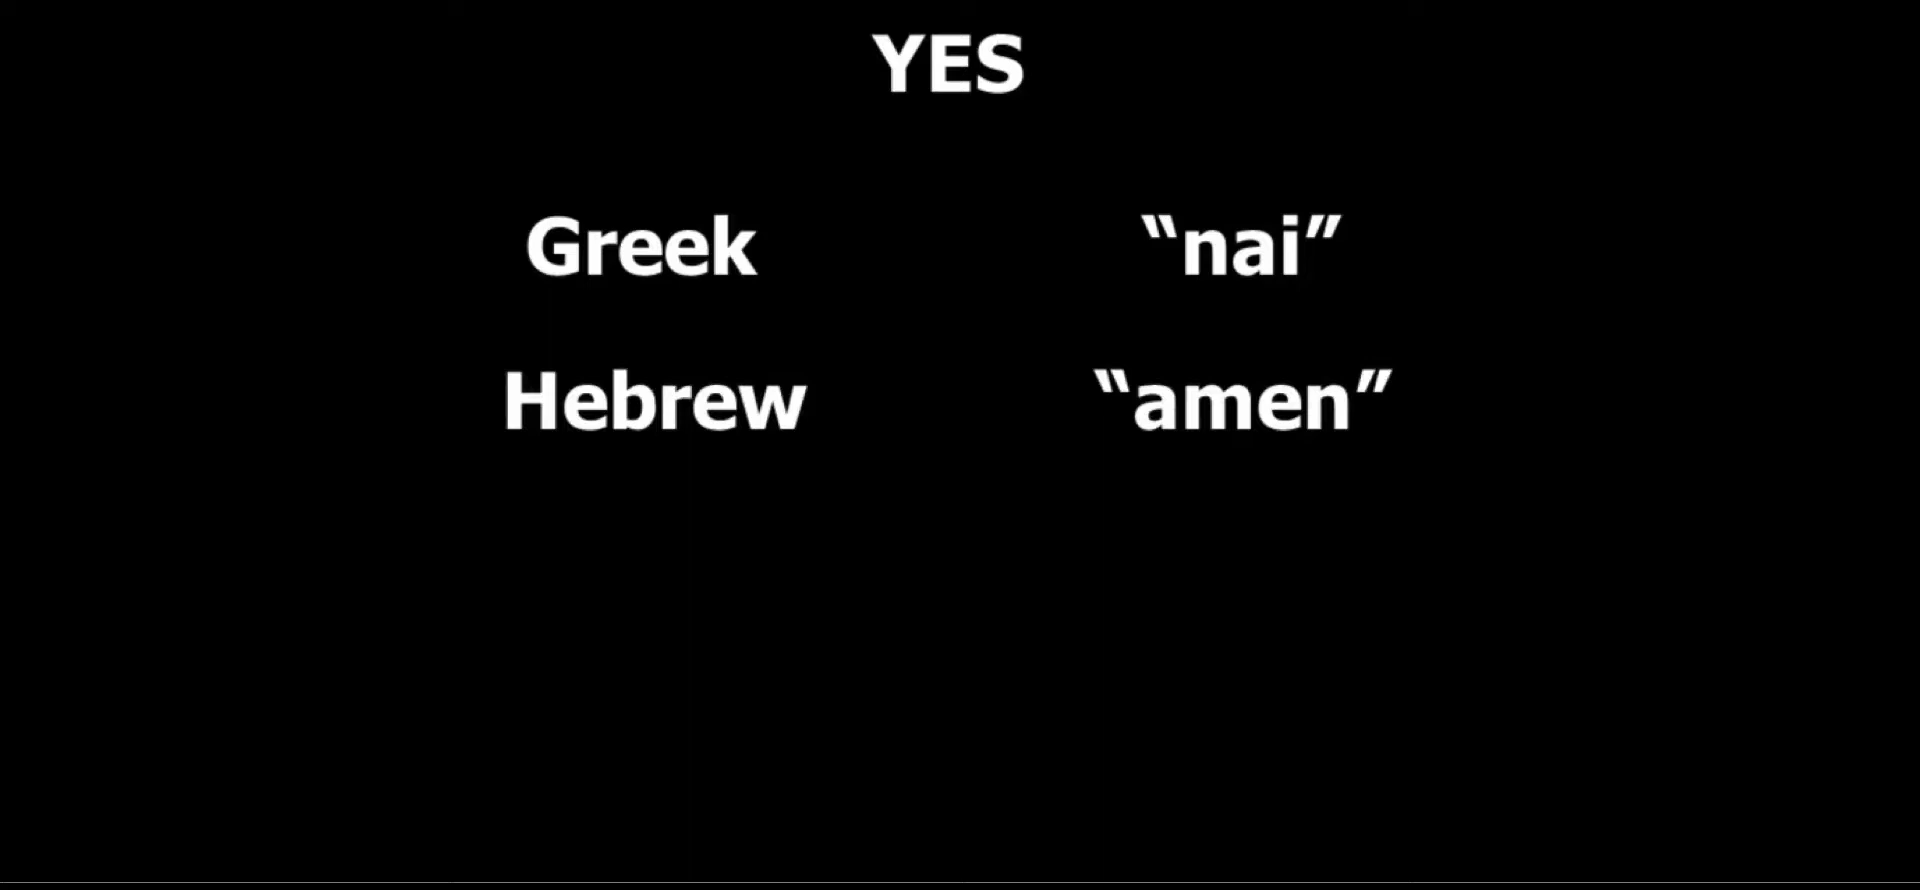 YES
Greek “nai”
Hebrew “amen”